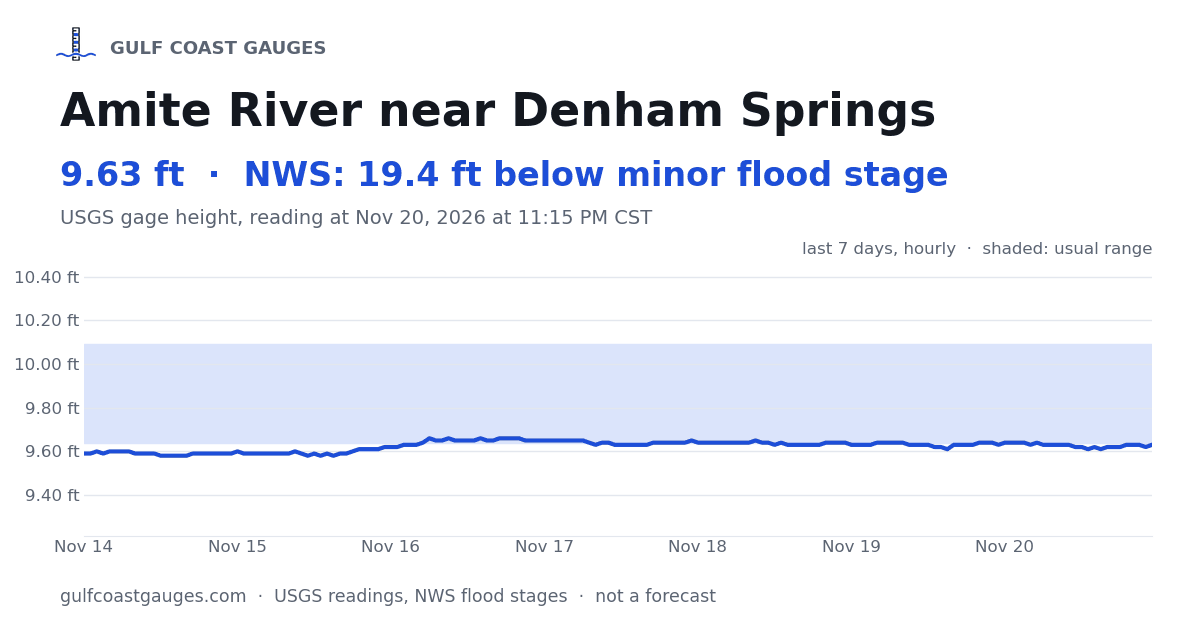 GULF COAST GAUGES
Amite River near Denham Springs
9.63 ft · NWS: 19.4 ft below minor flood stage
USGS gage height, reading at Nov 20, 2026 at 11:15 PM CST
last 7 days, hourly · shaded: usual range
10.40 ft
10.20 ft
10.00 ft
9.80 ft
9.60 ft
9.40 ft
Nov 14 Nov 15 Nov 16 Nov 17 Nov 18 Nov 19 Nov 20
gulfcoastgauges.com · USGS readings, NWS flood stages · not a forecast